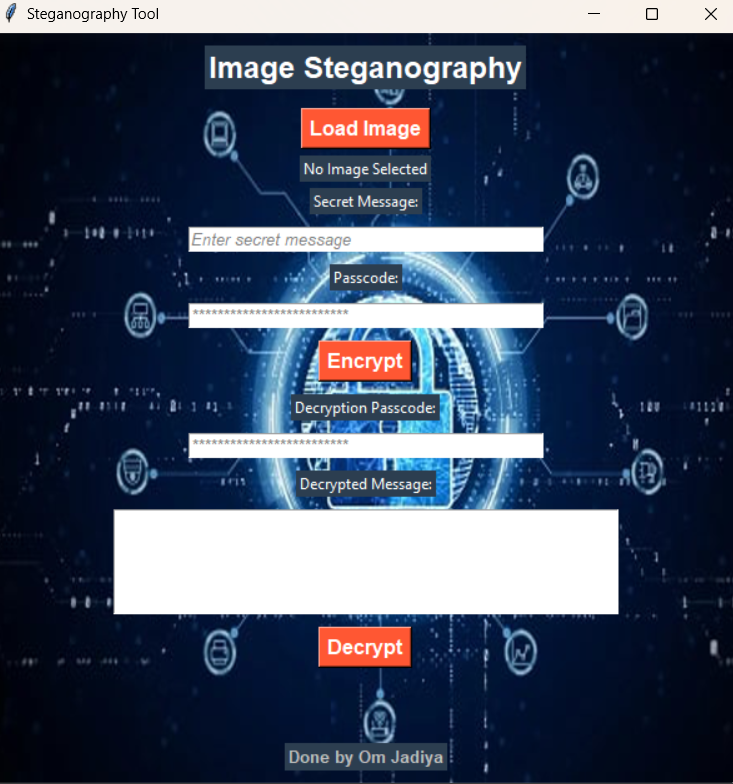 Steganography Tool
Image Steganography
Load Image
No Image Selected
Secret Message:
Enter secret message
Passcode:
*************************
Encrypt
Decryption Passcode:
*************************
Decrypted Message:
Decrypt
Done by Om Jadiya